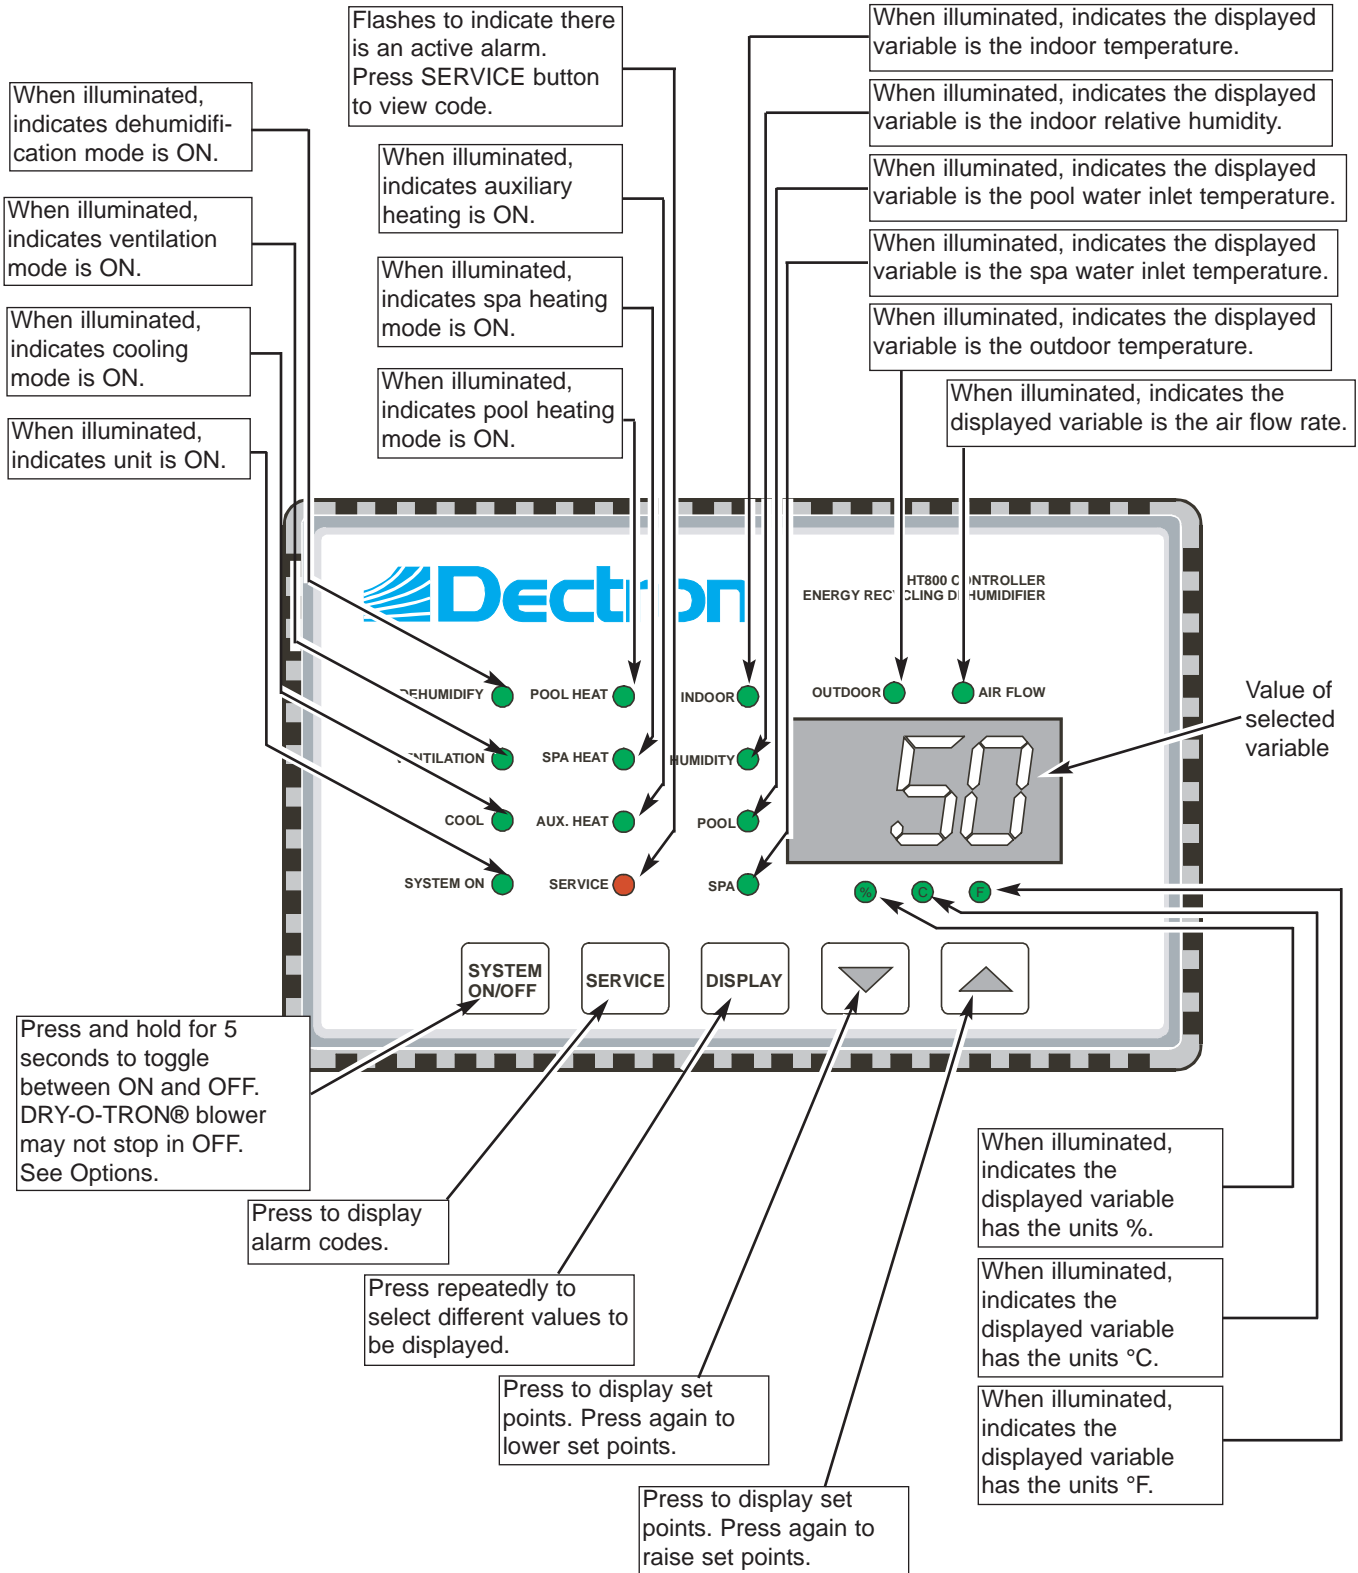 Flashes to indicate there
is an active alarm.
Press SERVICE button
to view code.
When illuminated, indicates the displayed
variable is the indoor temperature.
When illuminated,
indicates dehumidifi-
cation mode is ON.
When illuminated, indicates the displayed
variable is the indoor relative humidity.
When illuminated,
indicates auxiliary
heating is ON.
When illuminated, indicates the displayed
variable is the pool water inlet temperature.
When illuminated,
indicates ventilation
mode is ON.
When illuminated, indicates the displayed
variable is the spa water inlet temperature.
When illuminated,
indicates spa heating
mode is ON.
When illuminated,
indicates cooling
mode is ON.
When illuminated, indicates the displayed
variable is the outdoor temperature.
When illuminated,
indicates pool heating
mode is ON.
When illuminated, indicates the
displayed variable is the air flow rate.
When illuminated,
indicates unit is ON.
Dectron
HT800 CONTROLLER
ENERGY RECYCLING DEHUMIDIFIER
DEHUMIDIFY
POOL HEAT
INDOOR
OUTDOOR
AIR FLOW
VENTILATION
SPA HEAT
HUMIDITY
COOL
AUX. HEAT
POOL
SYSTEM ON
SERVICE
SPA
50
Value of
selected
variable
%
C
F
SYSTEM
ON/OFF
SERVICE
DISPLAY
Press and hold for 5
seconds to toggle
between ON and OFF.
DRY-O-TRON® blower
may not stop in OFF.
See Options.
Press to display
alarm codes.
Press repeatedly to
select different values to
be displayed.
Press to display set
points. Press again to
lower set points.
Press to display set
points. Press again to
raise set points.
When illuminated,
indicates the
displayed variable
has the units %.
When illuminated,
indicates the
displayed variable
has the units °C.
When illuminated,
indicates the
displayed variable
has the units °F.